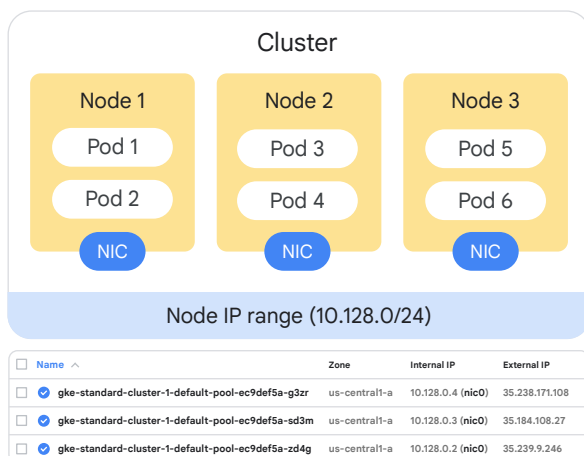 Cluster
Node 1 Node 2 Node 3
Pod 1 Pod 3 Pod 5
Pod 2 Pod 4 Pod 6
NIC NIC NIC
Node IP range (10.128.0/24)
Name Zone Internal IP External IP
gke-standard-cluster-1-default-pool-ec9def5a-g3zr us-central1-a 10.128.0.4 (nic0) 35.238.171.108
gke-standard-cluster-1-default-pool-ec9def5a-sd3m us-central1-a 10.128.0.3 (nic0) 35.184.108.27
gke-standard-cluster-1-default-pool-ec9def5a-zd4g us-central1-a 10.128.0.2 (nic0) 35.239.9.246